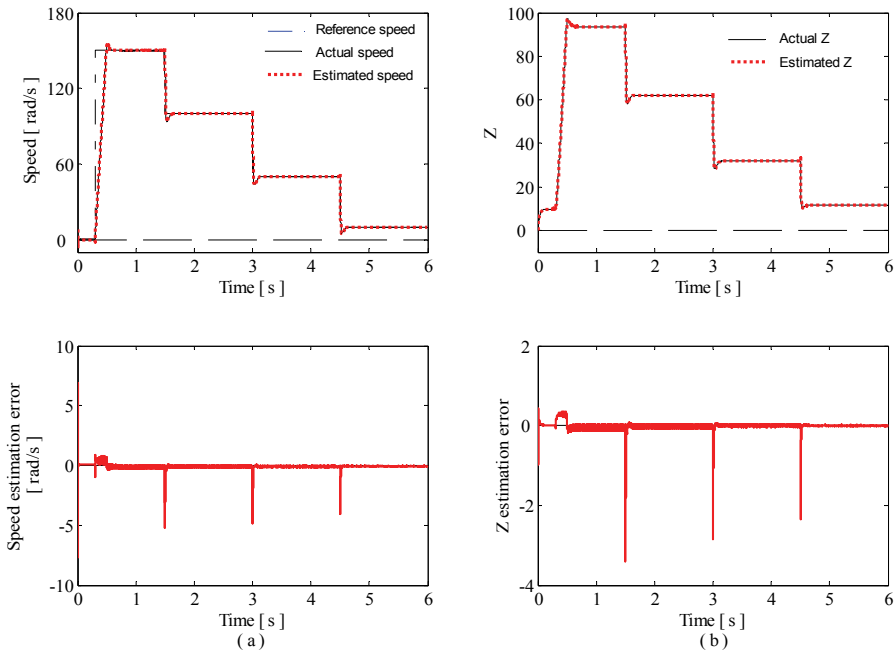 180
120
60
0
Speed [ rad/s ]
Reference speed
Actual speed
Estimated speed
0 1 2 3 4 5 6
Time [ s ]
100
80
60
40
20
0
Z
Actual Z
Estimated Z
0 1 2 3 4 5 6
Time [ s ]
10
5
0
-5
-10
Speed estimation error
[ rad/s ]
0 1 2 3 4 5 6
Time [ s ]
( a )
2
0
-2
-4
Z estimation error
0 1 2 3 4 5 6
Time [ s ]
( b )